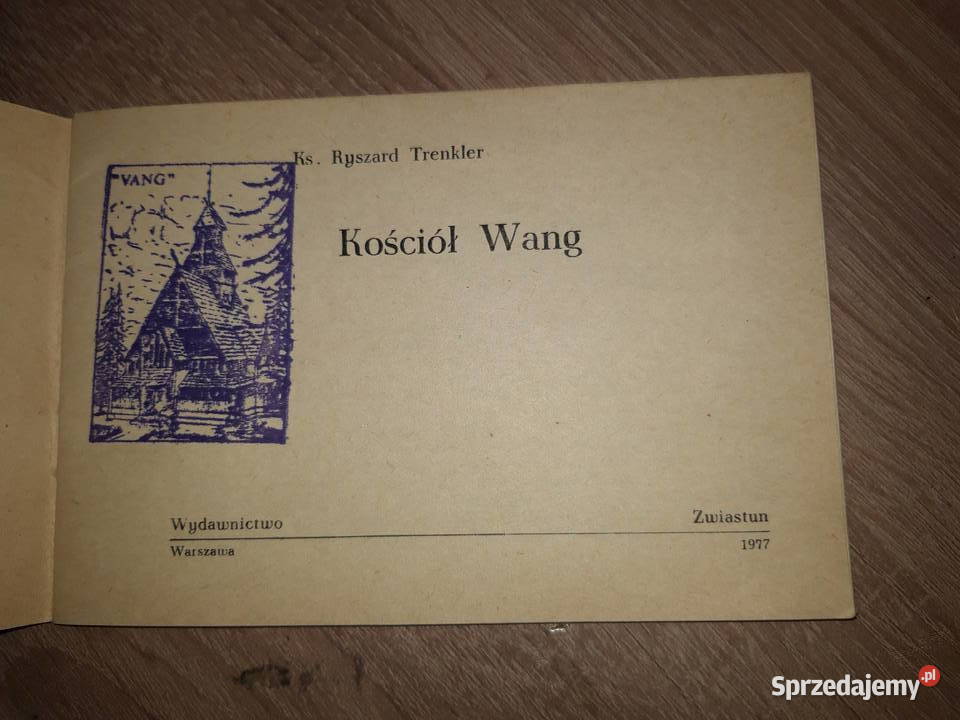 Ks. Ryszard Trenkler
"VANG"
Kościół Wang
Wydawnictwo Zwiastun
Warszawa 1977
Sprzedajemy.pl